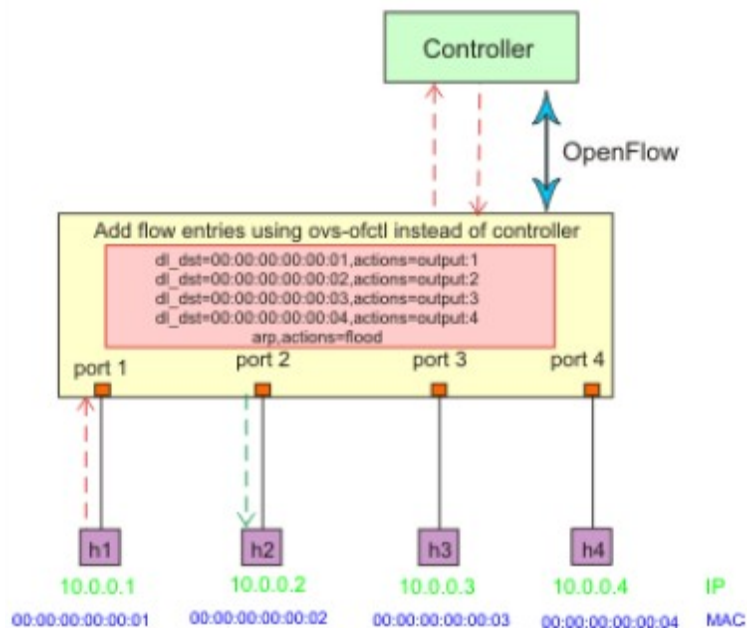 Controller
OpenFlow
Add flow entries using ovs-ofctl instead of controller
dl_dst=00:00:00:00:00:01,actions=output:1
dl_dst=00:00:00:00:00:02,actions=output:2
dl_dst=00:00:00:00:00:03,actions=output:3
dl_dst=00:00:00:00:00:04,actions=output:4
arp,actions=flood
port 1 port 2 port 3 port 4
h1 h2 h3 h4
10.0.0.1 10.0.0.2 10.0.0.3 10.0.0.4 IP
00:00:00:00:00:01 00:00:00:00:00:02 00:00:00:00:00:03 00:00:00:00:00:04 MAC